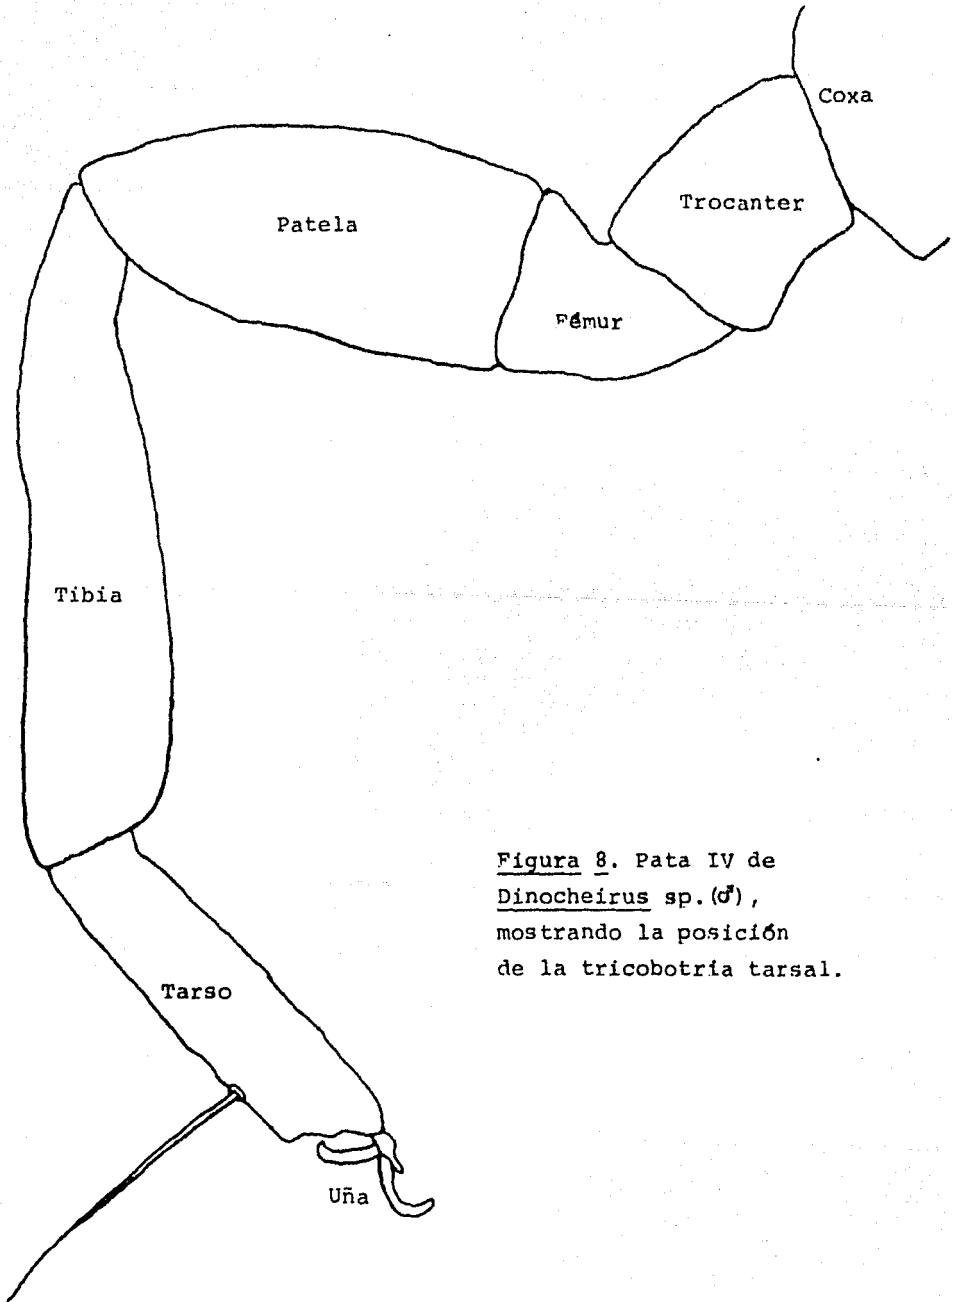 Coxa
Trocanter
Patela
Fémur
Tibia
Figura 8. Pata IV de
Dinocheirus sp.(♂),
mostrando la posición
de la tricobotria tarsal.
Tarso
Uña